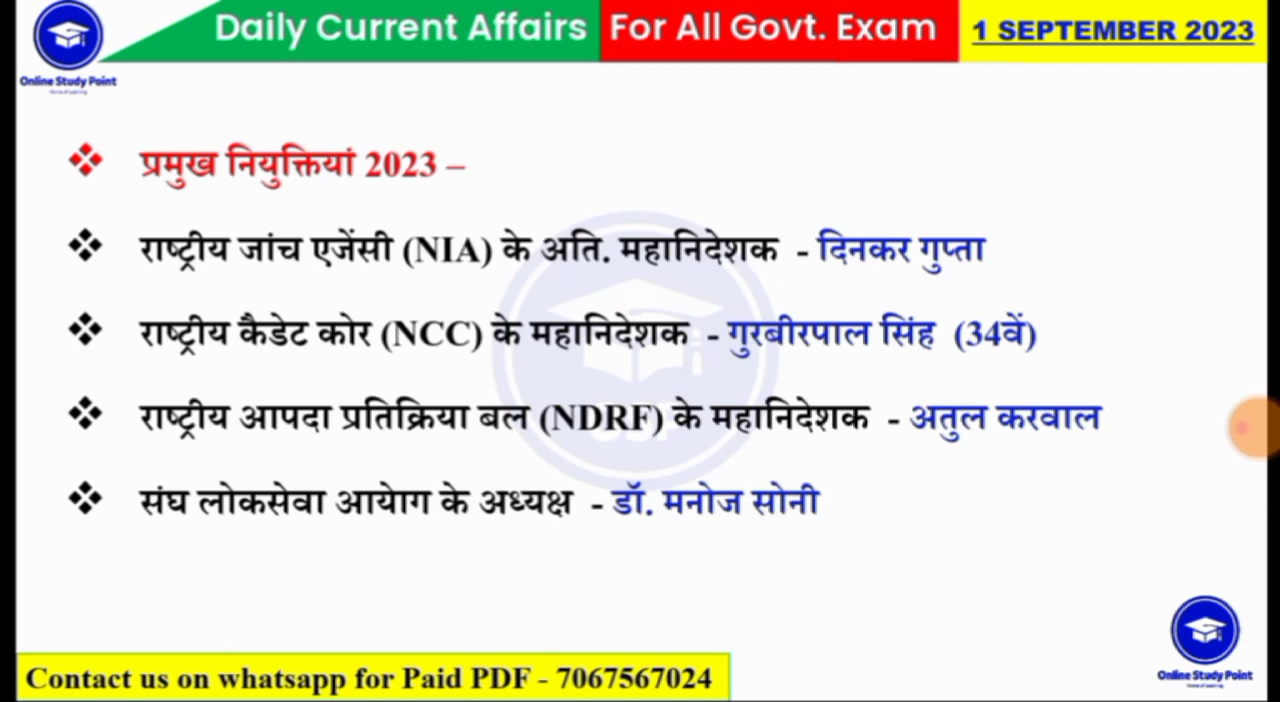 Daily Current Affairs For All Govt. Exam 1 SEPTEMBER 2023
Online Study Point
❖ प्रमुख नियुक्तियां 2023 –
❖ राष्ट्रीय जांच एजेंसी (NIA) के अति. महानिदेशक - दिनकर गुप्ता
❖ राष्ट्रीय कैडेट कोर (NCC) के महानिदेशक - गुरबीरपाल सिंह (34वें)
❖ राष्ट्रीय आपदा प्रतिक्रिया बल (NDRF) के महानिदेशक - अतुल करवाल
❖ संघ लोकसेवा आयेाग के अध्यक्ष - डॉ. मनोज सोनी
Online Study Point
Contact us on whatsapp for Paid PDF - 7067567024